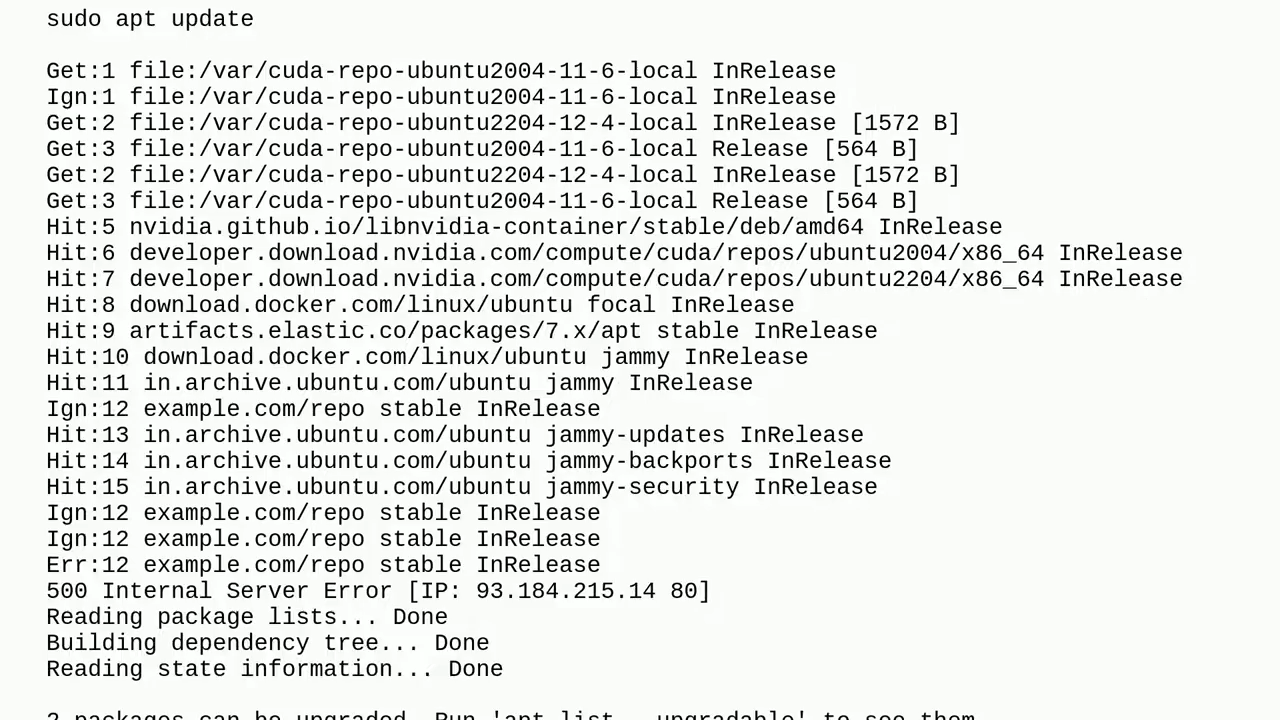 sudo apt update
Get:1 file:/var/cuda-repo-ubuntu2004-11-6-local InRelease
Ign:1 file:/var/cuda-repo-ubuntu2004-11-6-local InRelease
Get:2 file:/var/cuda-repo-ubuntu2204-12-4-local InRelease [1572 B]
Get:3 file:/var/cuda-repo-ubuntu2004-11-6-local Release [564 B]
Get:2 file:/var/cuda-repo-ubuntu2204-12-4-local InRelease [1572 B]
Get:3 file:/var/cuda-repo-ubuntu2004-11-6-local Release [564 B]
Hit:5 nvidia.github.io/libnvidia-container/stable/deb/amd64 InRelease
Hit:6 developer.download.nvidia.com/compute/cuda/repos/ubuntu2004/x86_64 InRelease
Hit:7 developer.download.nvidia.com/compute/cuda/repos/ubuntu2204/x86_64 InRelease
Hit:8 download.docker.com/linux/ubuntu focal InRelease
Hit:9 artifacts.elastic.co/packages/7.x/apt stable InRelease
Hit:10 download.docker.com/linux/ubuntu jammy InRelease
Hit:11 in.archive.ubuntu.com/ubuntu jammy InRelease
Ign:12 example.com/repo stable InRelease
Hit:13 in.archive.ubuntu.com/ubuntu jammy-updates InRelease
Hit:14 in.archive.ubuntu.com/ubuntu jammy-backports InRelease
Hit:15 in.archive.ubuntu.com/ubuntu jammy-security InRelease
Ign:12 example.com/repo stable InRelease
Ign:12 example.com/repo stable InRelease
Err:12 example.com/repo stable InRelease
500 Internal Server Error [IP: 93.184.215.14 80]
Reading package lists... Done
Building dependency tree... Done
Reading state information... Done
packages can be upgraded. Run 'apt list upgradable' to see them